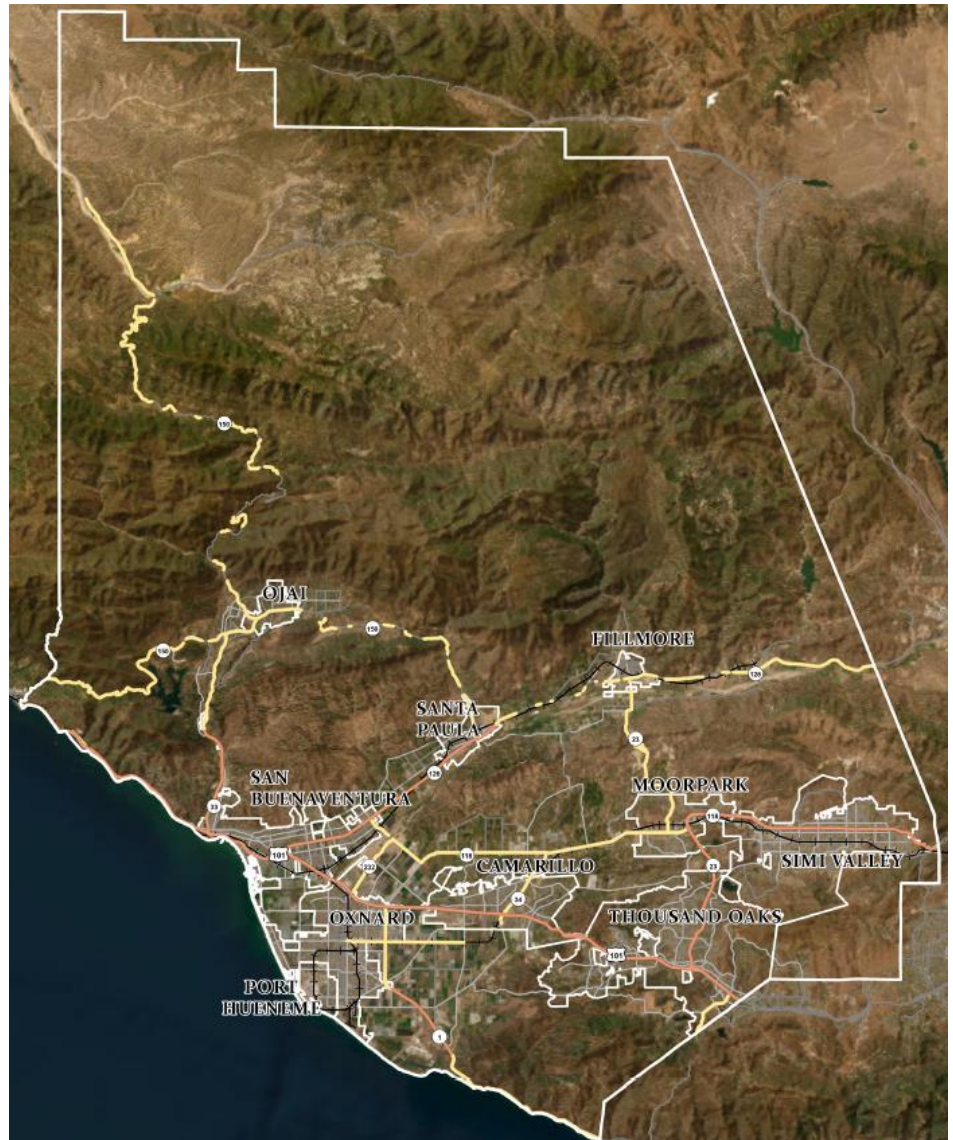 150
OJAI
150
150
FILLMORE
126
SANTA
PAULA
23
126
SAN
BUENAVENTURA
33
MOORPARK
118
101
118
232
CAMARILLO
SIMI VALLEY
23
34
OXNARD
THOUSAND OAKS
101
PORT
HUENEME
1